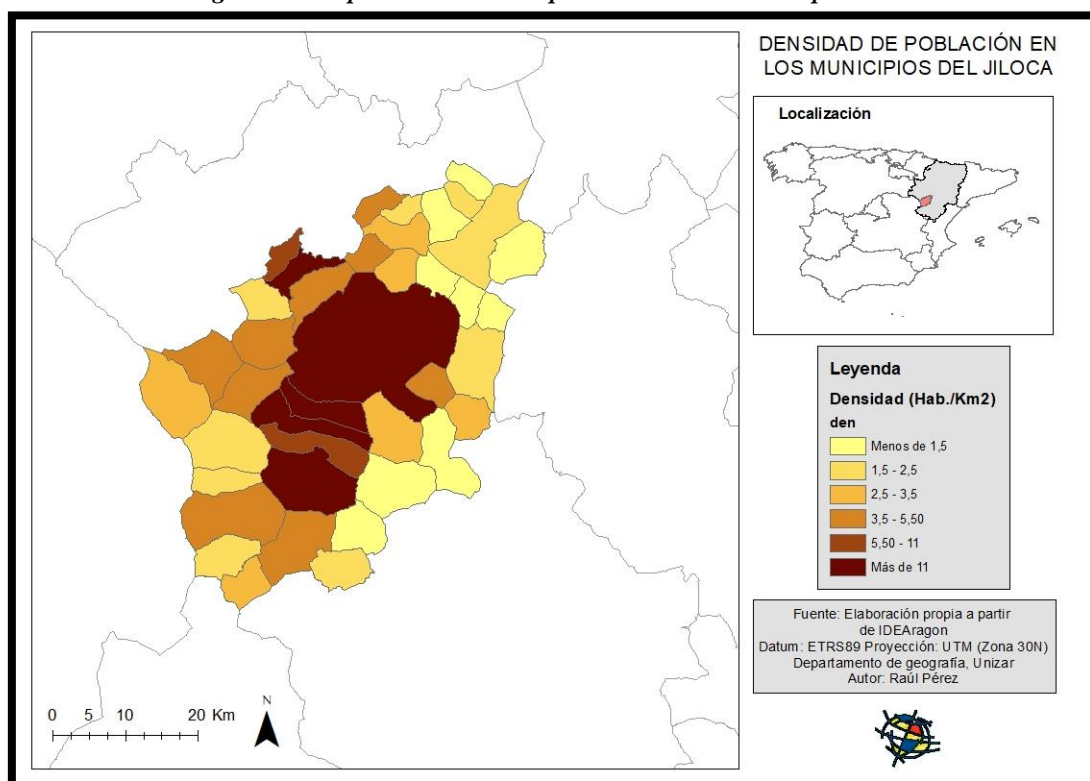 DENSIDAD DE POBLACIÓN EN
LOS MUNICIPIOS DEL JILOCA
Localización
Leyenda
Densidad (Hab./Km2)
den
Menos de 1,5
1,5 - 2,5
2,5 - 3,5
3,5 - 5,50
5,50 - 11
Más de 11
Fuente: Elaboración propia a partir
de IDEAragon
Datum: ETRS89 Proyección: UTM (Zona 30N)
Departamento de geografía, Unizar
Autor: Raúl Pérez
N
0 5 10 20 Km